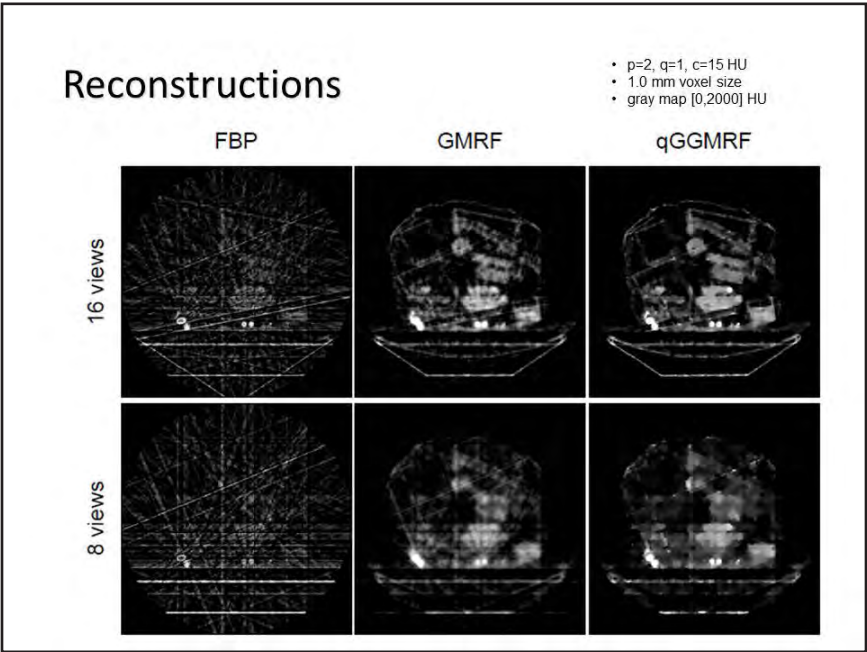 Reconstructions
• p=2, q=1, c=15 HU
• 1.0 mm voxel size
• gray map [0,2000] HU
FBP GMRF qGGMRF
16 views
8 views